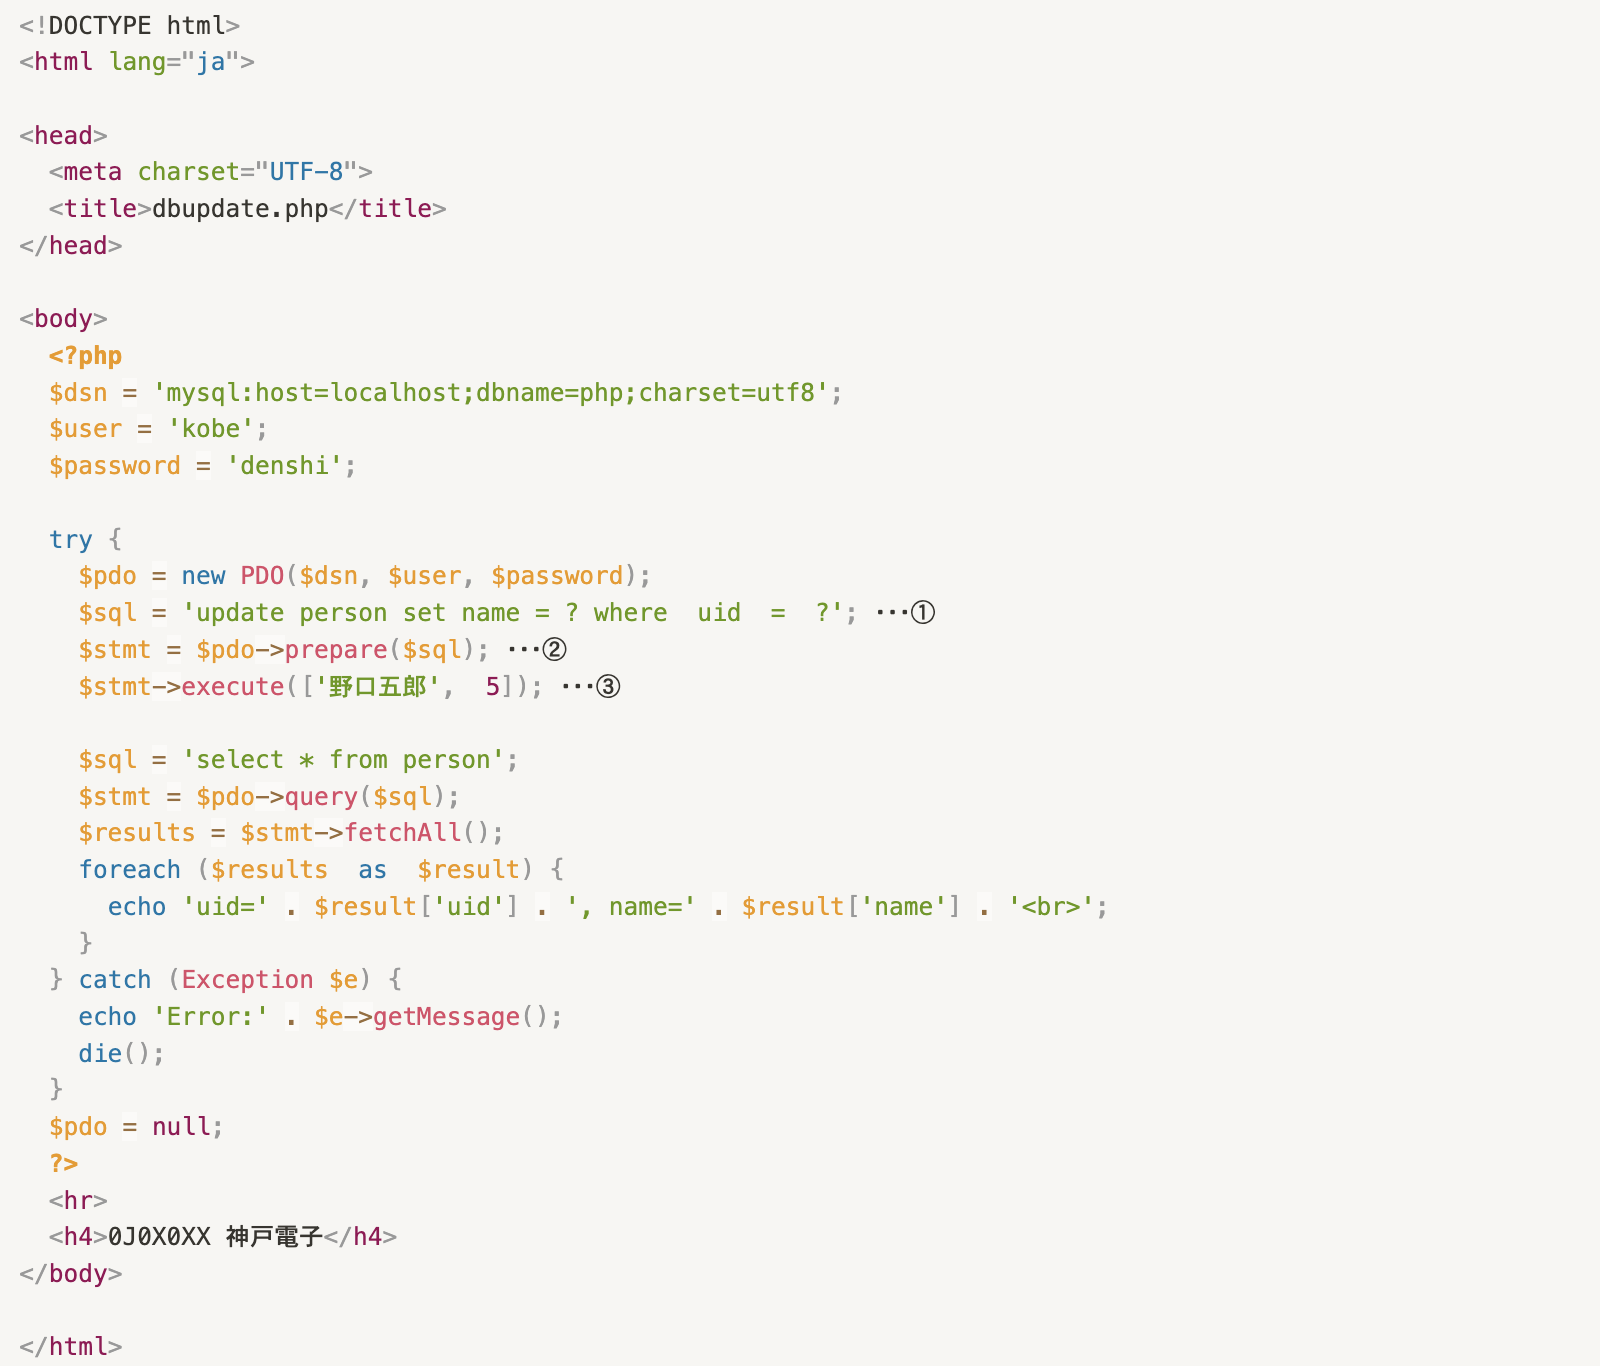 <!DOCTYPE html>
<html lang="ja">
<head>
<meta charset="UTF-8">
<title>dbupdate.php</title>
</head>
<body>
<?php
$dsn = 'mysql:host=localhost;dbname=php;charset=utf8';
$user = 'kobe';
$password = 'denshi';
try {
$pdo = new PDO($dsn, $user, $password);
$sql = 'update person set name = ? where  uid  =  ?'; ･･･①
$stmt = $pdo->prepare($sql); ･･･②
$stmt->execute(['野口五郎',  5]); ･･･③
$sql = 'select * from person';
$stmt = $pdo->query($sql);
$results = $stmt->fetchAll();
foreach ($results  as  $result) {
echo 'uid=' . $result['uid'] . ', name=' . $result['name'] . '<br>';
}
} catch (Exception $e) {
echo 'Error:' . $e->getMessage();
die();
}
$pdo = null;
?>
<hr>
<h4>0J0X0XX 神戸電子</h4>
</body>
</html>